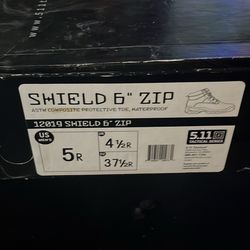 SHIELD 6" ZIP
ASTM COMPOSITE PROTECTIVE TOE, WATERPROOF
12019 SHIELD 6" ZIP
US
MEN'S
5R
4½R
37½R
5.11
TACTICAL SERIES